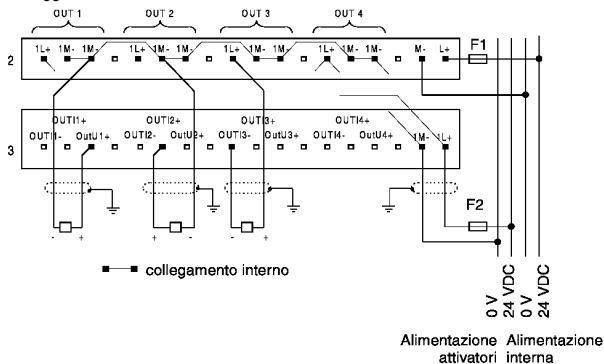 OUT 1 OUT 2 OUT 3 OUT 4
1L+ 1M- 1M- 1L+ 1M- 1M- 1L+ 1M- 1M- 1L+ 1M- 1M- M- L+ F1
2
OUTI1+ OUTI2+ OUTI3+ OUTI4+
OUTI1- OutU1+ OUTI2- OutU2+ OUTI3- OutU3+ OUTI4- OutU4+ 1M- 1L+
3
F2
- + - + - +
collegamento interno
0 V
24 VDC
0 V
24 VDC
Alimentazione attivatori
Alimentazione interna